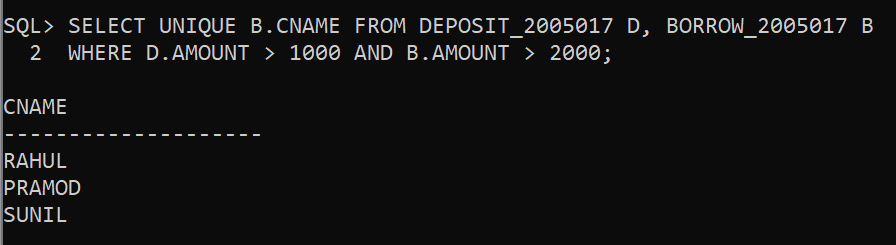 SQL> SELECT UNIQUE B.CNAME FROM DEPOSIT_2005017 D, BORROW_2005017 B
  2  WHERE D.AMOUNT > 1000 AND B.AMOUNT > 2000;

CNAME
--------------------
RAHUL
PRAMOD
SUNIL